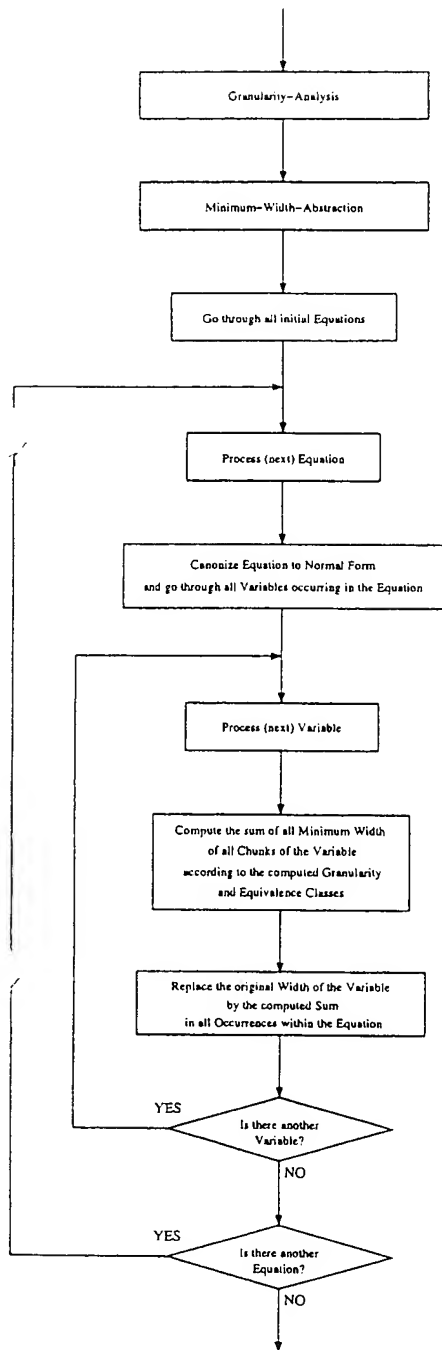 Granularity-Analysis
Minimum-Width-Abstraction
Go through all initial Equations
Process (next) Equation
Canonize Equation to Normal Form
and go through all Variables occurring in the Equation
Process (next) Variable
Compute the sum of all Minimum Width
of all Chunks of the Variable
according to the computed Granularity
and Equivalence Classes
Replace the original Width of the Variable
by the computed Sum
in all Occurrences within the Equation
YES
Is there another
Variable?
NO
YES
Is there another
Equation?
NO